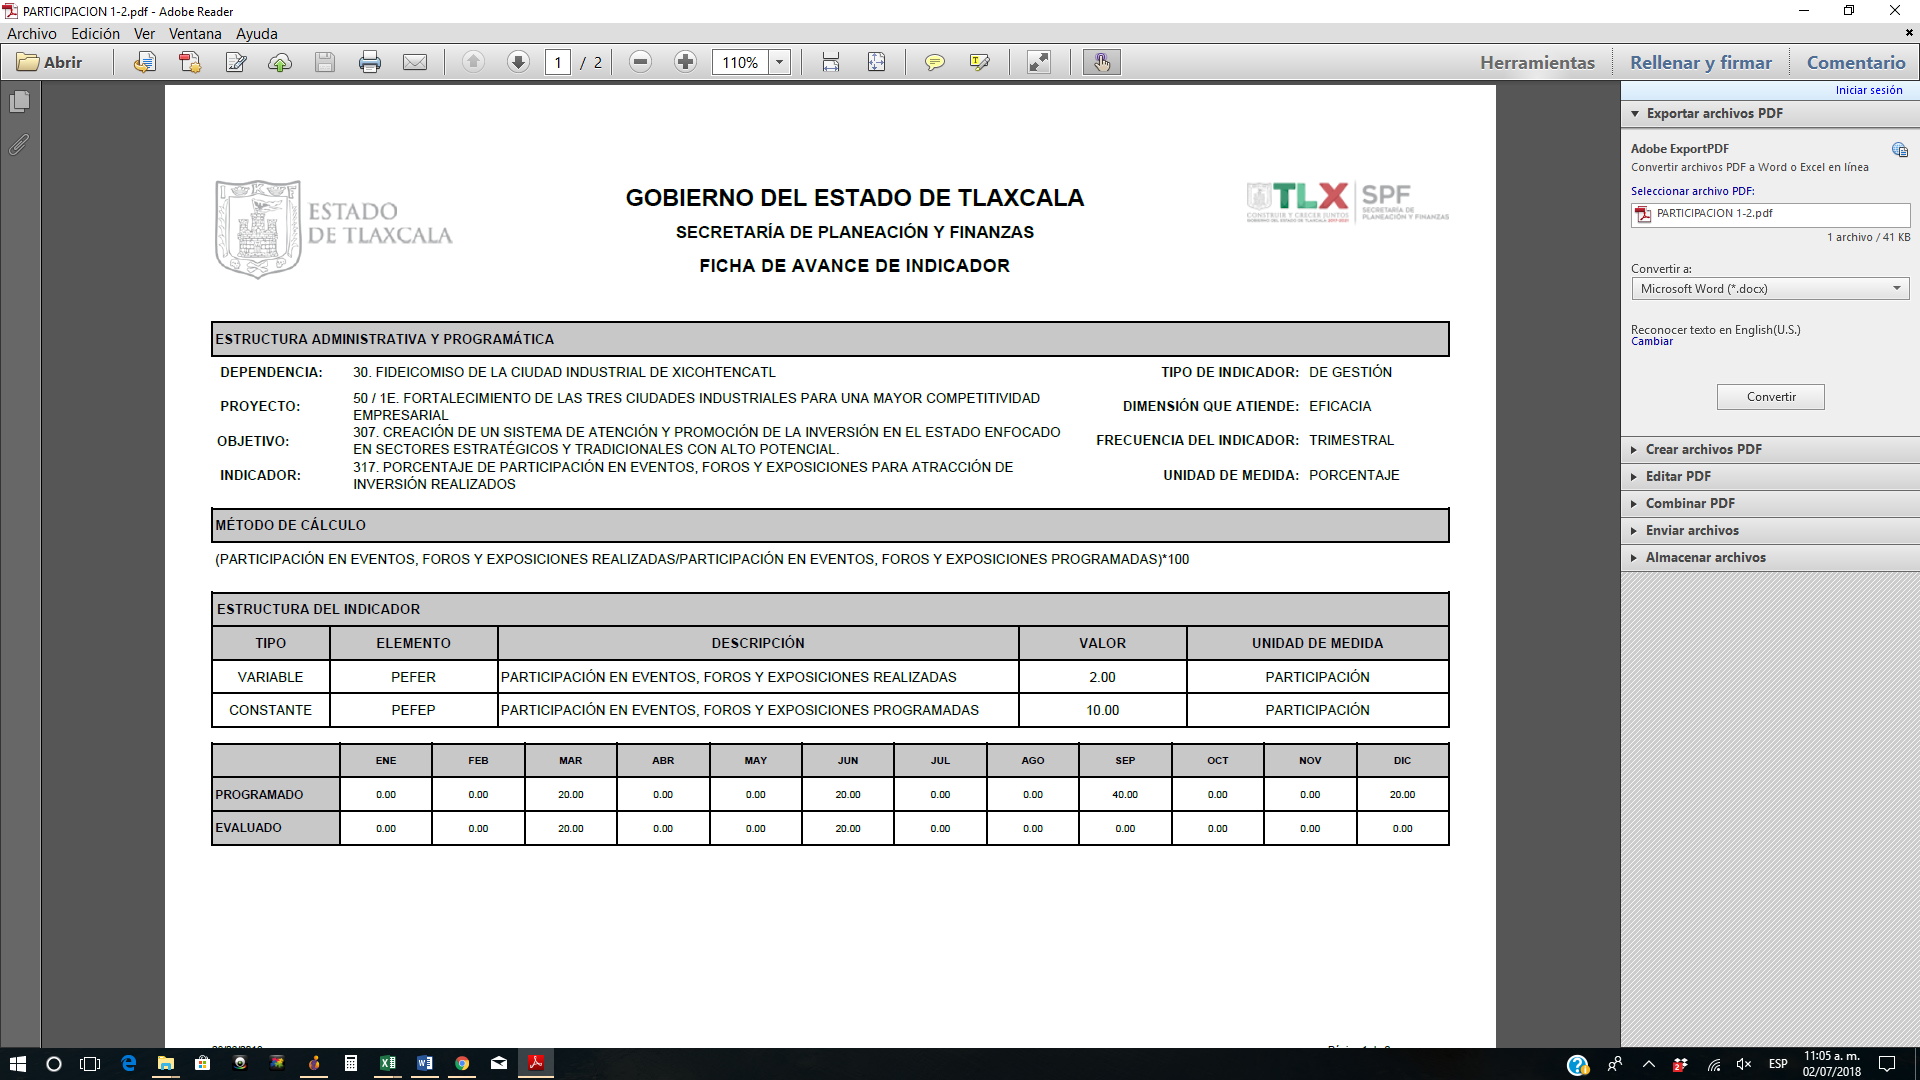 PARTICIPACION 1-2.pdf - Adobe Reader
Archivo Edición Ver Ventana Ayuda
Abrir 1 / 2 110% Herramientas Rellenar y firmar Comentario
Iniciar sesión
Exportar archivos PDF
Adobe ExportPDF
Convertir archivos PDF a Word o Excel en línea
Seleccionar archivo PDF:
PARTICIPACION 1-2.pdf
1 archivo / 41 KB
Convertir a:
Microsoft Word (*.docx)
Reconocer texto en English(U.S.)
Cambiar
Convertir
Crear archivos PDF
Editar PDF
Combinar PDF
Enviar archivos
Almacenar archivos
ESTADO
DE TLAXCALA
GOBIERNO DEL ESTADO DE TLAXCALA
SECRETARÍA DE PLANEACIÓN Y FINANZAS
FICHA DE AVANCE DE INDICADOR
TLX
CONSTRUIR Y CRECER JUNTOS
SPF
SECRETARÍA DE
PLANEACIÓN Y FINANZAS
ESTRUCTURA ADMINISTRATIVA Y PROGRAMÁTICA
DEPENDENCIA: 30. FIDEICOMISO DE LA CIUDAD INDUSTRIAL DE XICOHTENCATL TIPO DE INDICADOR: DE GESTIÓN
PROYECTO: 50 / 1E. FORTALECIMIENTO DE LAS TRES CIUDADES INDUSTRIALES PARA UNA MAYOR COMPETITIVIDAD
EMPRESARIAL DIMENSIÓN QUE ATIENDE: EFICACIA
OBJETIVO: 307. CREACIÓN DE UN SISTEMA DE ATENCIÓN Y PROMOCIÓN DE LA INVERSIÓN EN EL ESTADO ENFOCADO
EN SECTORES ESTRATÉGICOS Y TRADICIONALES CON ALTO POTENCIAL. FRECUENCIA DEL INDICADOR: TRIMESTRAL
INDICADOR: 317. PORCENTAJE DE PARTICIPACIÓN EN EVENTOS, FOROS Y EXPOSICIONES PARA ATRACCIÓN DE
INVERSIÓN REALIZADOS UNIDAD DE MEDIDA: PORCENTAJE
MÉTODO DE CÁLCULO
(PARTICIPACIÓN EN EVENTOS, FOROS Y EXPOSICIONES REALIZADAS/PARTICIPACIÓN EN EVENTOS, FOROS Y EXPOSICIONES PROGRAMADAS)*100
ESTRUCTURA DEL INDICADOR
TIPO ELEMENTO DESCRIPCIÓN VALOR UNIDAD DE MEDIDA
VARIABLE PEFER PARTICIPACIÓN EN EVENTOS, FOROS Y EXPOSICIONES REALIZADAS 2.00 PARTICIPACIÓN
CONSTANTE PEFEP PARTICIPACIÓN EN EVENTOS, FOROS Y EXPOSICIONES PROGRAMADAS 10.00 PARTICIPACIÓN
ENE FEB MAR ABR MAY JUN JUL AGO SEP OCT NOV DIC
PROGRAMADO 0.00 0.00 20.00 0.00 0.00 20.00 0.00 0.00 40.00 0.00 0.00 20.00
EVALUADO 0.00 0.00 20.00 0.00 0.00 20.00 0.00 0.00 0.00 0.00 0.00 0.00
ESP
11:05 a. m.
02/07/2018